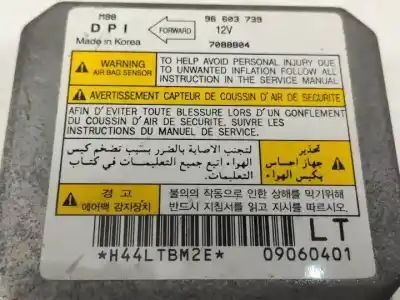 M98
DPI
Made in Korea
FORWARD
96 603 739
12V
7088804
WARNING
AIR BAG SENSOR
TO HELP AVOID PERSONAL INJURY DUE
TO UNWANTED INFLATION FOLLOW ALL
INSTRUCTION IN THE SERVICE MANUAL
AVERTISSEMENT CAPTEUR DE COUSSIN D'AIR DE SECURITE
AFIN D'EVITER TOUTE BLESSURE LORS D'UN GONFLEMENT
DU COUSSIN D'AIR DE SECURITE, SUIVRE LES
INSTRUCTIONS DU MANUEL DE SERVICE.
تحذير
جهاز احساس
بكيس الهواء
لتجنب الاصابة بالضرر بسبب تضخم كيس
الهواء اتبع جميع التعليمات في كتاب
التعليمات.
경 고
에어백 감지장치
불의의 작동으로 인한 상해를 막기위해
반드시 지침서를 읽고 지시를 따르시오.
LT
*H44LTBM2E*
09060401